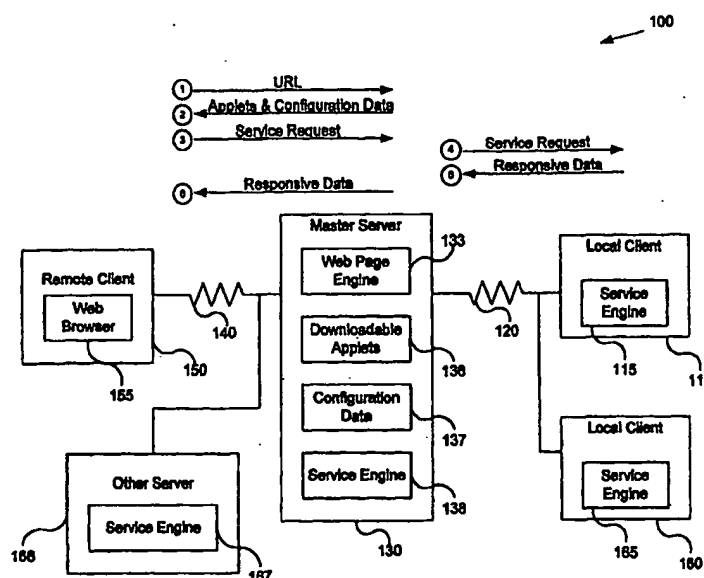 100
1 URL
2 Applets & Configuration Data
3 Service Request
4 Service Request
5 Responsive Data
6 Responsive Data
Master Server
133
Web Page
Engine
Downloadable
Applets
136
Configuration
Data
137
Service Engine
138
130
Remote Client
Web
Browser
155
150
140
120
Local Client
Service
Engine
115
11
Local Client
Service
Engine
165
160
Other Server
Service Engine
166
167